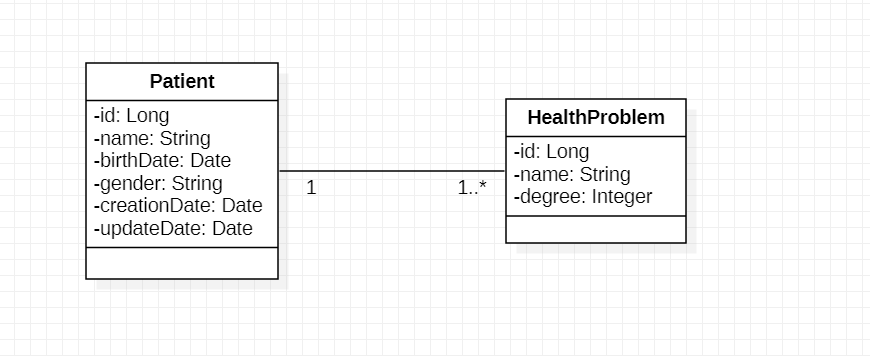 Patient
-id: Long
-name: String
-birthDate: Date
-gender: String
-creationDate: Date
-updateDate: Date
1
1..*
HealthProblem
-id: Long
-name: String
-degree: Integer